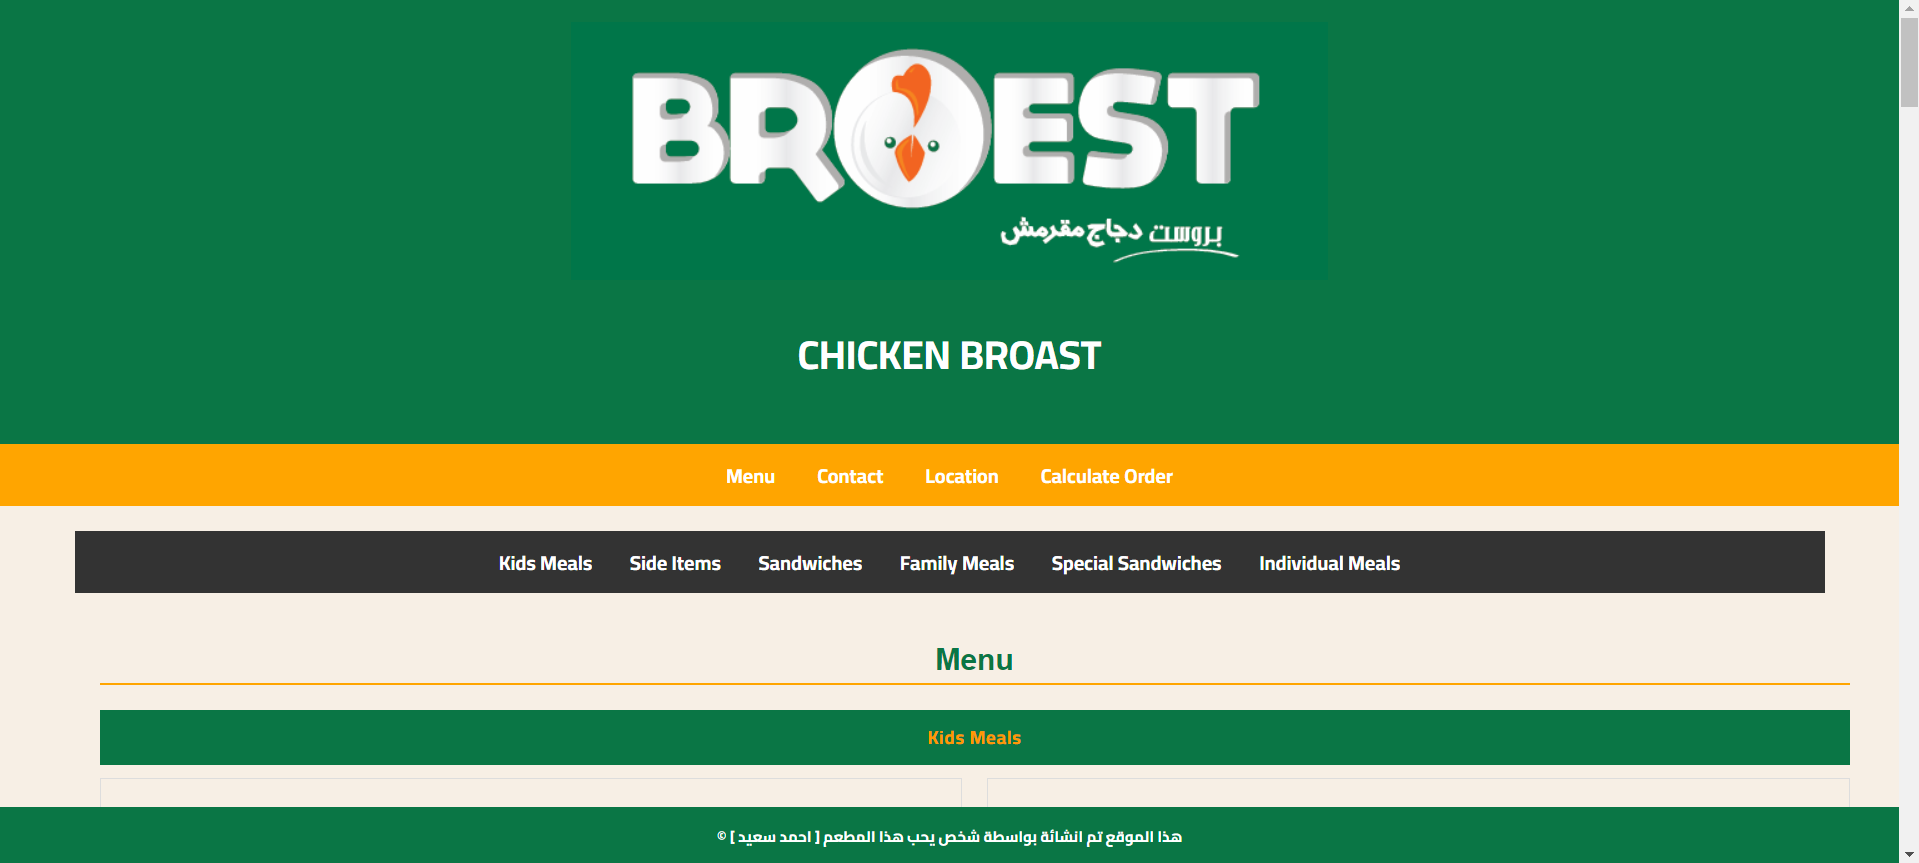 BROEST
بروست دجاج مقرمش
CHICKEN BROAST
Menu Contact Location Calculate Order
Kids Meals Side Items Sandwiches Family Meals Special Sandwiches Individual Meals
Menu
Kids Meals
هذا الموقع تم انشائة بواسطة شخص يحب هذا المطعم [ احمد سعيد ] ©